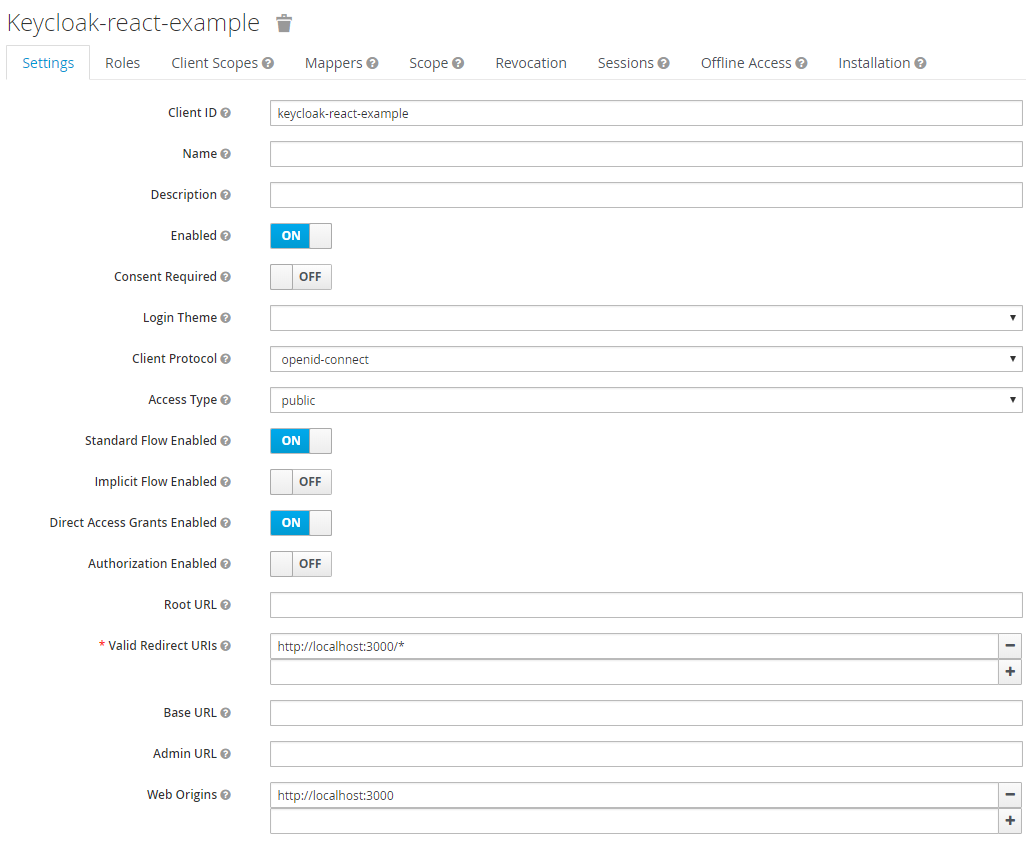 Keycloak-react-example
Settings Roles Client Scopes Mappers Scope Revocation Sessions Offline Access Installation
Client ID keycloak-react-example
Name
Description
Enabled ON
Consent Required OFF
Login Theme
Client Protocol openid-connect
Access Type public
Standard Flow Enabled ON
Implicit Flow Enabled OFF
Direct Access Grants Enabled ON
Authorization Enabled OFF
Root URL
* Valid Redirect URIs http://localhost:3000/*
Base URL
Admin URL
Web Origins http://localhost:3000